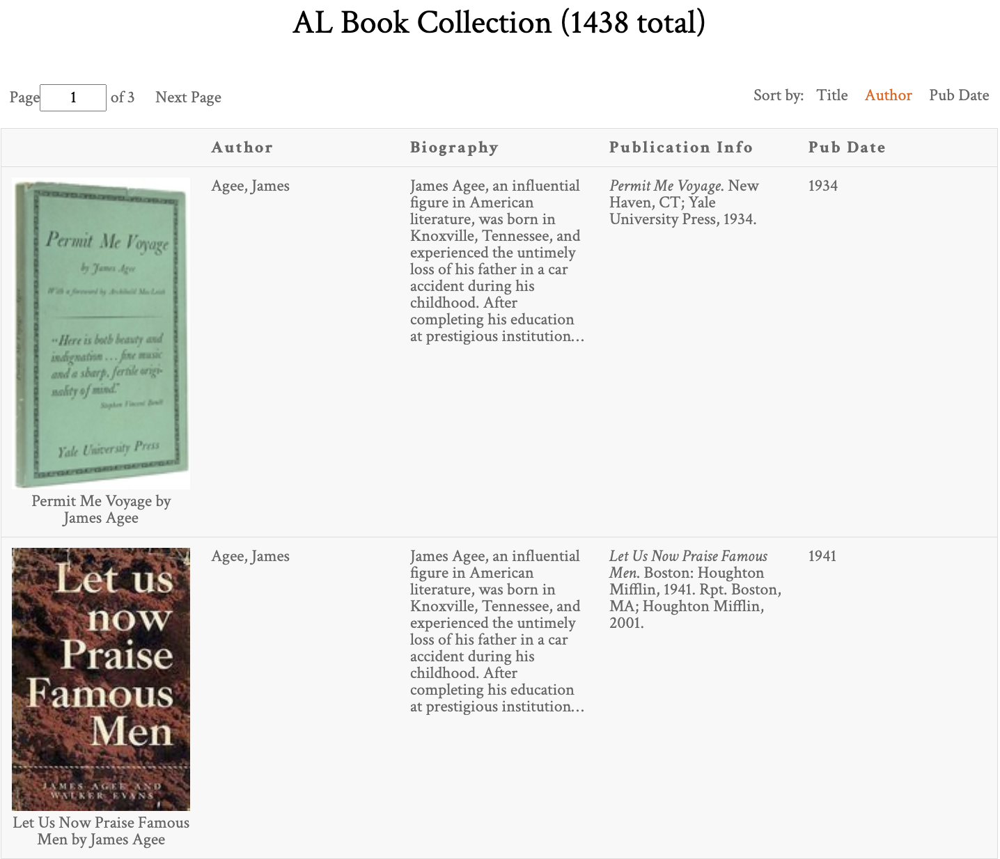 AL Book Collection (1438 total)
Page 1 of 3 Next Page
Sort by: Title Author Pub Date
Author Biography Publication Info Pub Date
Permit Me Voyage
by James Agee
With a foreword by Archibald MacLeish
"Here is both beauty and
indignation ... fine music
and a sharp, fertile origi-
nality of mind."
Stephen Vincent Benét
Yale University Press
Permit Me Voyage by
James Agee
Agee, James
James Agee, an influential
figure in American
literature, was born in
Knoxville, Tennessee, and
experienced the untimely
loss of his father in a car
accident during his
childhood. After
completing his education
at prestigious institution…
Permit Me Voyage. New
Haven, CT; Yale
University Press, 1934.
1934
Let us
now
Praise
Famous
Men
JAMES AGEE AND
WALKER EVANS
Let Us Now Praise Famous
Men by James Agee
Agee, James
James Agee, an influential
figure in American
literature, was born in
Knoxville, Tennessee, and
experienced the untimely
loss of his father in a car
accident during his
childhood. After
completing his education
at prestigious institution…
Let Us Now Praise Famous
Men. Boston: Houghton
Mifflin, 1941. Rpt. Boston,
MA; Houghton Mifflin,
2001.
1941